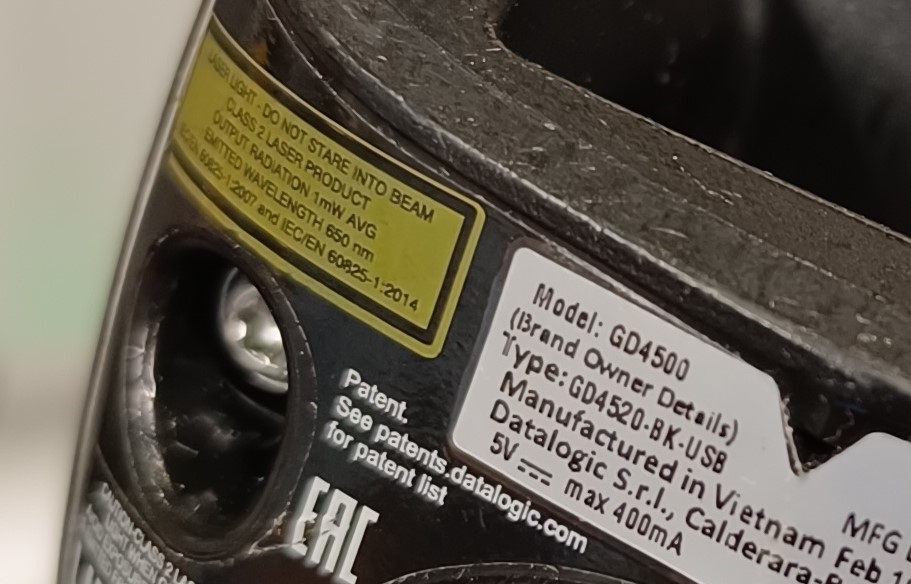 LASER LIGHT - DO NOT STARE INTO BEAM
CLASS 2 LASER PRODUCT
OUTPUT RADIATION 1mW AVG
EMITTED WAVELENGTH 650 nm
60825-1:2007 and IEC/EN 60825-1:2014
Patent.
See patents.datalogic.com
for patent list
EAC
Model: GD4500
(Brand Owner Details)
Type: GD4520-BK-USB
Manufactured in Vietnam Feb
Datalogic S.r.l., Calderara
5V ⎓ max 400mA
MFG